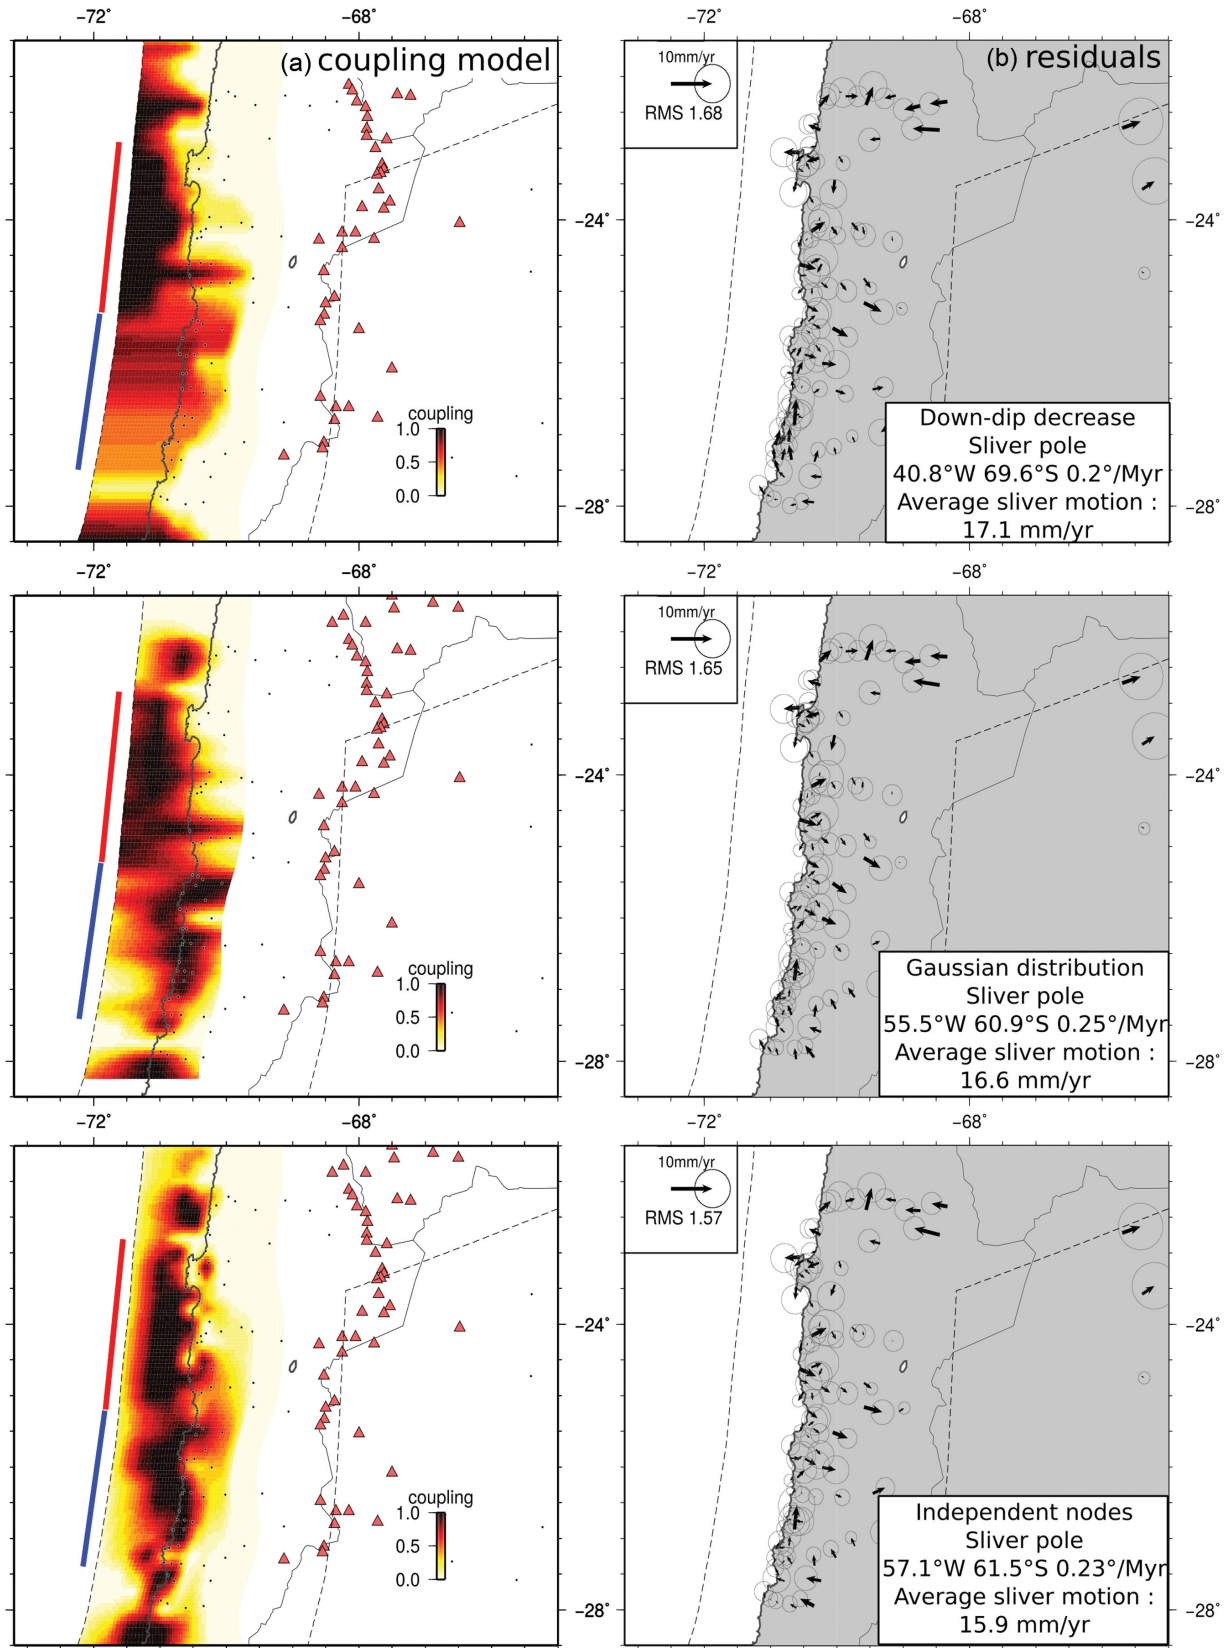 −72° −68° −72° −68°
(a) coupling model
10mm/yr
RMS 1.68
(b) residuals
−24° −24°
coupling
1.0
0.5
0.0
Down-dip decrease
Sliver pole
40.8°W 69.6°S 0.2°/Myr
Average sliver motion :
17.1 mm/yr
−28° −28°
−72° −68° −72° −68°
10mm/yr
RMS 1.65
−24° −24°
coupling
1.0
0.5
0.0
Gaussian distribution
Sliver pole
55.5°W 60.9°S 0.25°/Myr
Average sliver motion :
16.6 mm/yr
−28° −28°
−72° −68° −72° −68°
10mm/yr
RMS 1.57
−24° −24°
coupling
1.0
0.5
0.0
Independent nodes
Sliver pole
57.1°W 61.5°S 0.23°/Myr
Average sliver motion :
15.9 mm/yr
−28° −28°